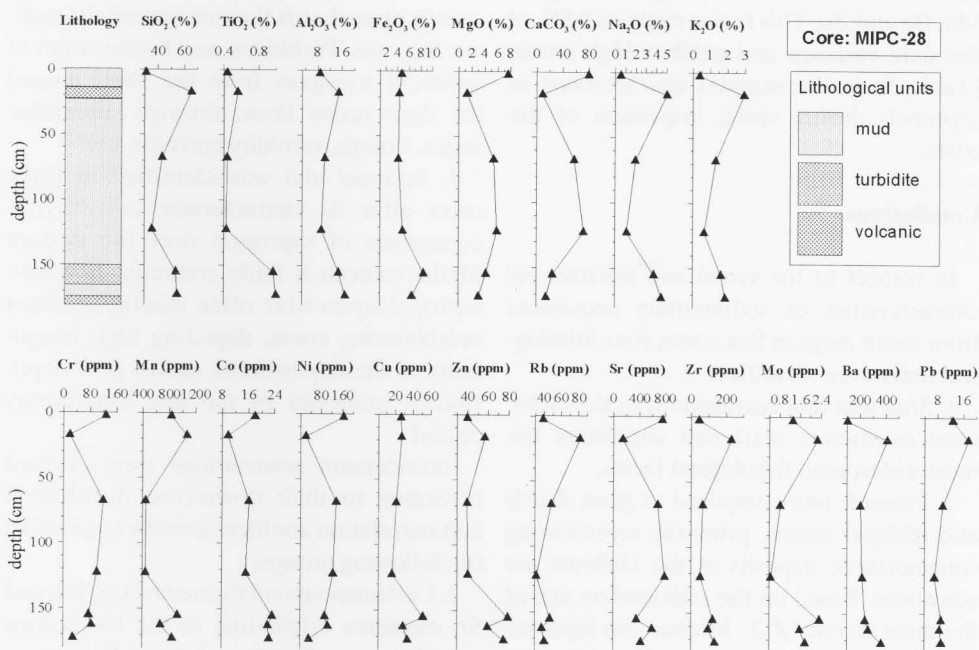 Lithology SiO₂ (%) TiO₂ (%) Al₂O₃ (%) Fe₂O₃ (%) MgO (%) CaCO₃ (%) Na₂O (%) K₂O (%)
40 60 0.4 0.8 8 16 2 4 6 8 10 0 2 4 6 8 0 40 80 0 1 2 3 4 5 0 1 2 3
0
50
100
150
depth (cm)
Core: MIPC-28
Lithological units
mud
turbidite
volcanic
Cr (ppm) Mn (ppm) Co (ppm) Ni (ppm) Cu (ppm) Zn (ppm) Rb (ppm) Sr (ppm) Zr (ppm) Mo (ppm) Ba (ppm) Pb (ppm)
0 80 160 400 800 1200 10 20 80 160 20 40 60 40 60 80 40 60 80 400 800 0 200 0.8 1.6 2.4 200 400 16
0
50
100
150
depth (cm)